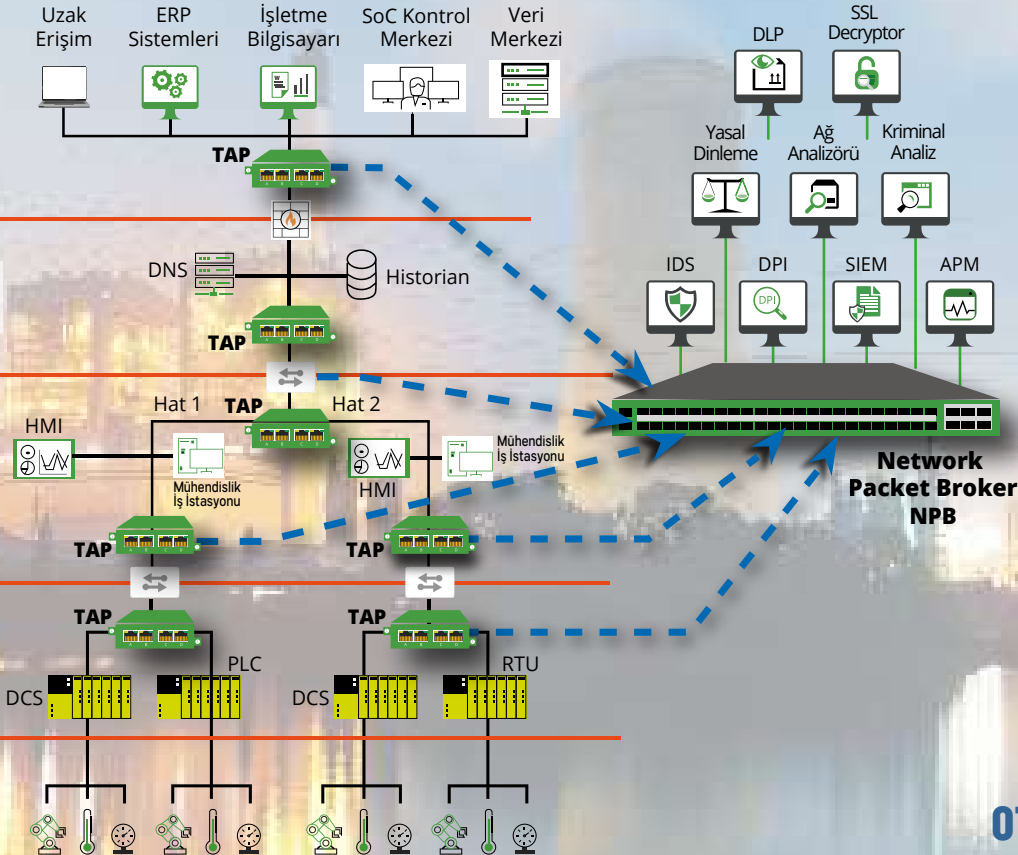 Uzak
Erişim
ERP
Sistemleri
İşletme
Bilgisayarı
SoC Kontrol
Merkezi
Veri
Merkezi
DLP
SSL
Decryptor
TAP
Yasal
Dinleme
Ağ
Analizörü
Kriminal
Analiz
DNS
Historian
IDS
DPI
SIEM
APM
DPI
TAP
Hat 1
TAP
Hat 2
HMI
Mühendislik
İş İstasyonu
HMI
Mühendislik
İş İstasyonu
Network
Packet Broker
NPB
TAP
TAP
TAP
TAP
DCS
PLC
DCS
RTU